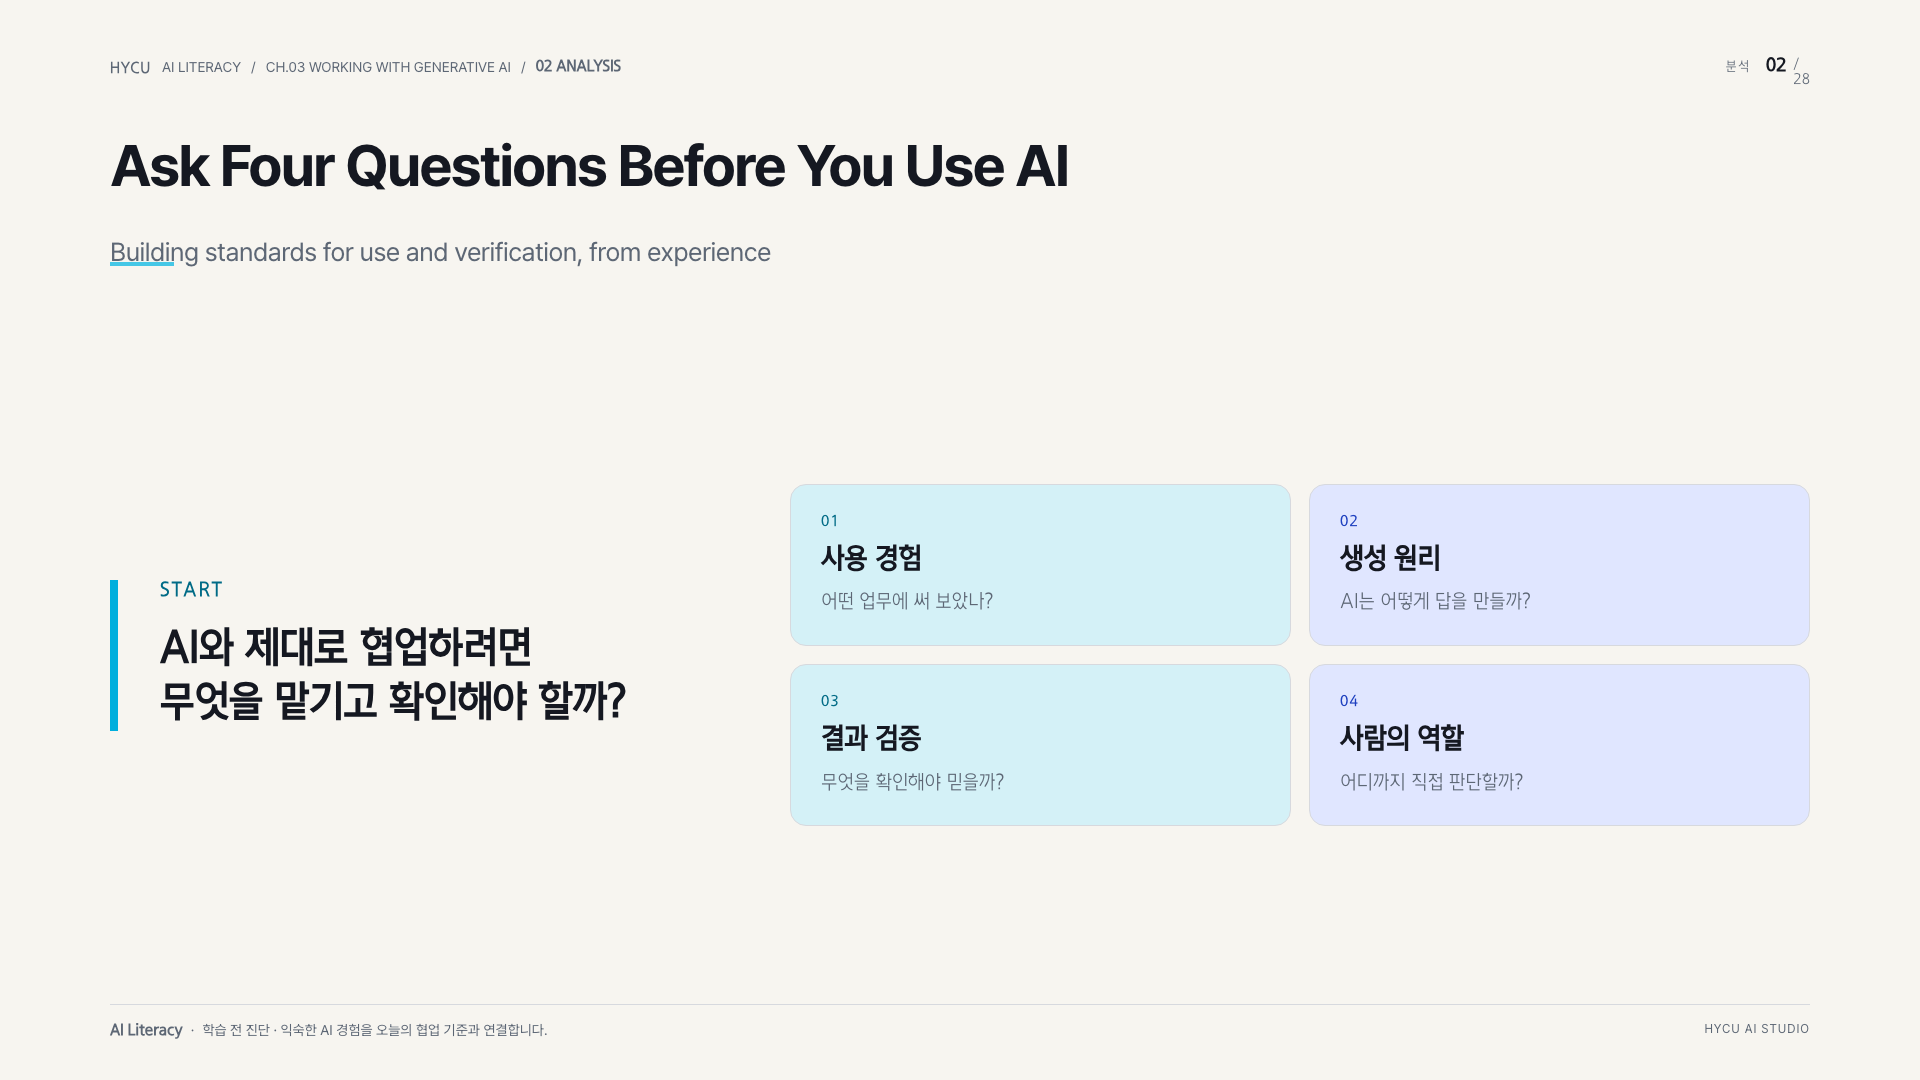 HYCU AI LITERACY / CH.03 WORKING WITH GENERATIVE AI / 02 ANALYSIS
분석 02 / 28
Ask Four Questions Before You Use AI
Building standards for use and verification, from experience
START
AI와 제대로 협업하려면
무엇을 맡기고 확인해야 할까?
01
사용 경험
어떤 업무에 써 보았나?
02
생성 원리
AI는 어떻게 답을 만들까?
03
결과 검증
무엇을 확인해야 믿을까?
04
사람의 역할
어디까지 직접 판단할까?
AI Literacy · 학습 전 진단 · 익숙한 AI 경험을 오늘의 협업 기준과 연결합니다.
HYCU AI STUDIO